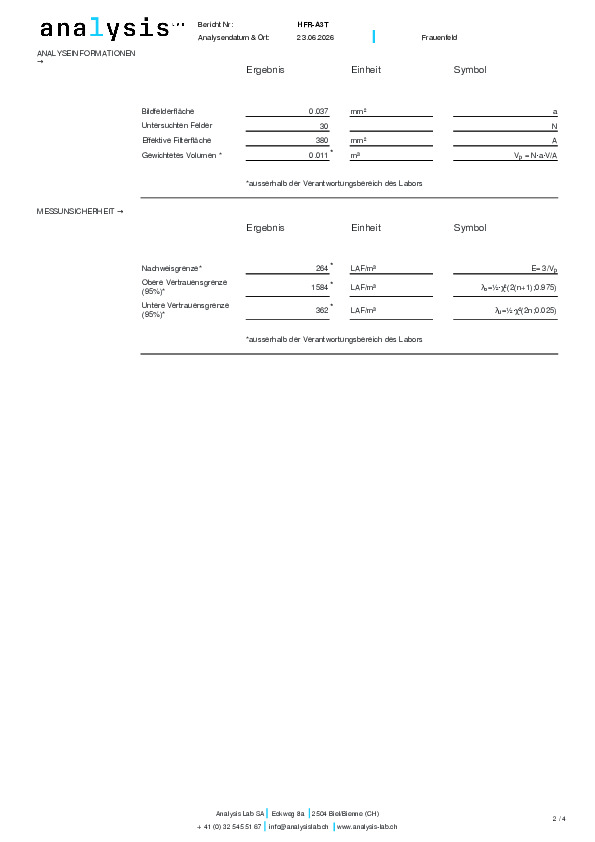 analysis
Bericht Nr: HFR-A3T
Analysendatum & Ort: 23.06.2026 Frauenfeld
ANALYSEINFORMATIONEN
→
Ergebnis Einheit Symbol
Bildfelderfläche 0.037 mm² a
Untersuchten Felder 30 N
Effektive Filterfläche 380 mm² A
Gewichtetes Volumen * 0.011 * m³ Vp = N·a·V/A
*ausserhalb der Verantwortungsbereich des Labors
MESSUNSICHERHEIT →
Ergebnis Einheit Symbol
Nachweisgrenze* 264 * LAF/m³ E= 3/Vp
Obere Vertrauensgrenze
(95%)* 1584 * LAF/m³ λo=½·χ²(2(n+1);0.975)
Untere Vertrauensgrenze
(95%)* 362 * LAF/m³ λu=½·χ²(2n;0.025)
*ausserhalb der Verantwortungsbereich des Labors
Analysis Lab SA Eckweg 8a 2504 Biel/Bienne (CH)
+ 41 (0) 32 545 51 67 info@analysislab.ch www.analysis-lab.ch
2 / 4